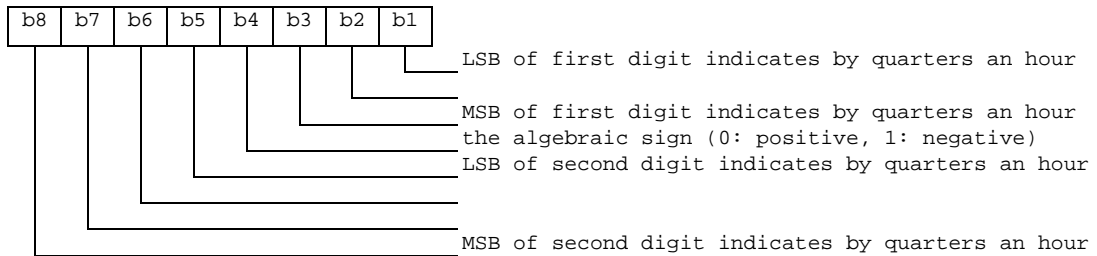 b8 b7 b6 b5 b4 b3 b2 b1
LSB of first digit indicates by quarters an hour
MSB of first digit indicates by quarters an hour
the algebraic sign (0: positive, 1: negative)
LSB of second digit indicates by quarters an hour
MSB of second digit indicates by quarters an hour